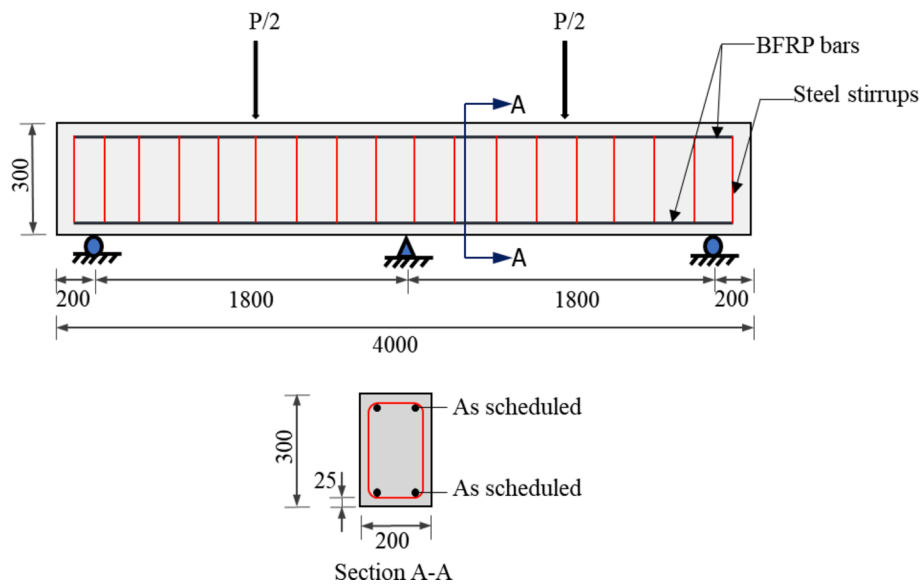 P/2
P/2
BFRP bars
Steel stirrups
A
300
A
200
1800
1800
200
4000
As scheduled
300
25
As scheduled
200
Section A-A